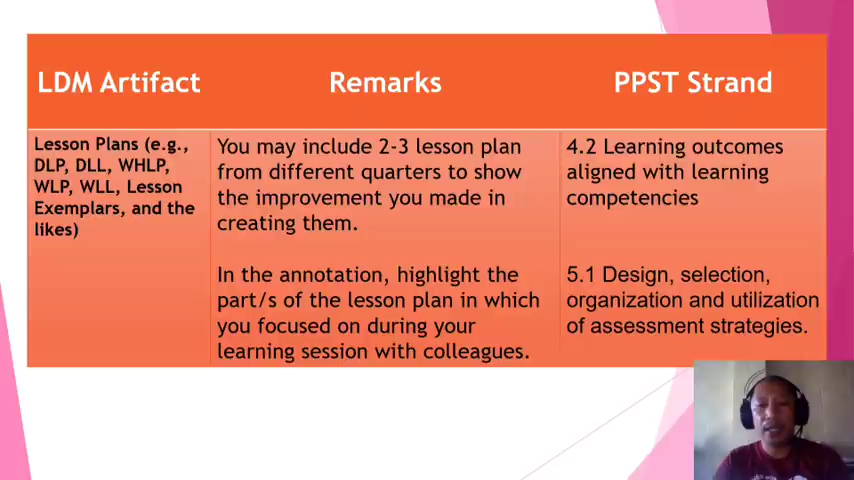 LDM Artifact
Remarks
PPST Strand
Lesson Plans (e.g.,
DLP, DLL, WHLP,
WLP, WLL, Lesson
Exemplars, and the
likes)
You may include 2-3 lesson plan
from different quarters to show
the improvement you made in
creating them.
In the annotation, highlight the
part/s of the lesson plan in which
you focused on during your
learning session with colleagues.
4.2 Learning outcomes
aligned with learning
competencies
5.1 Design, selection,
organization and utilization
of assessment strategies.